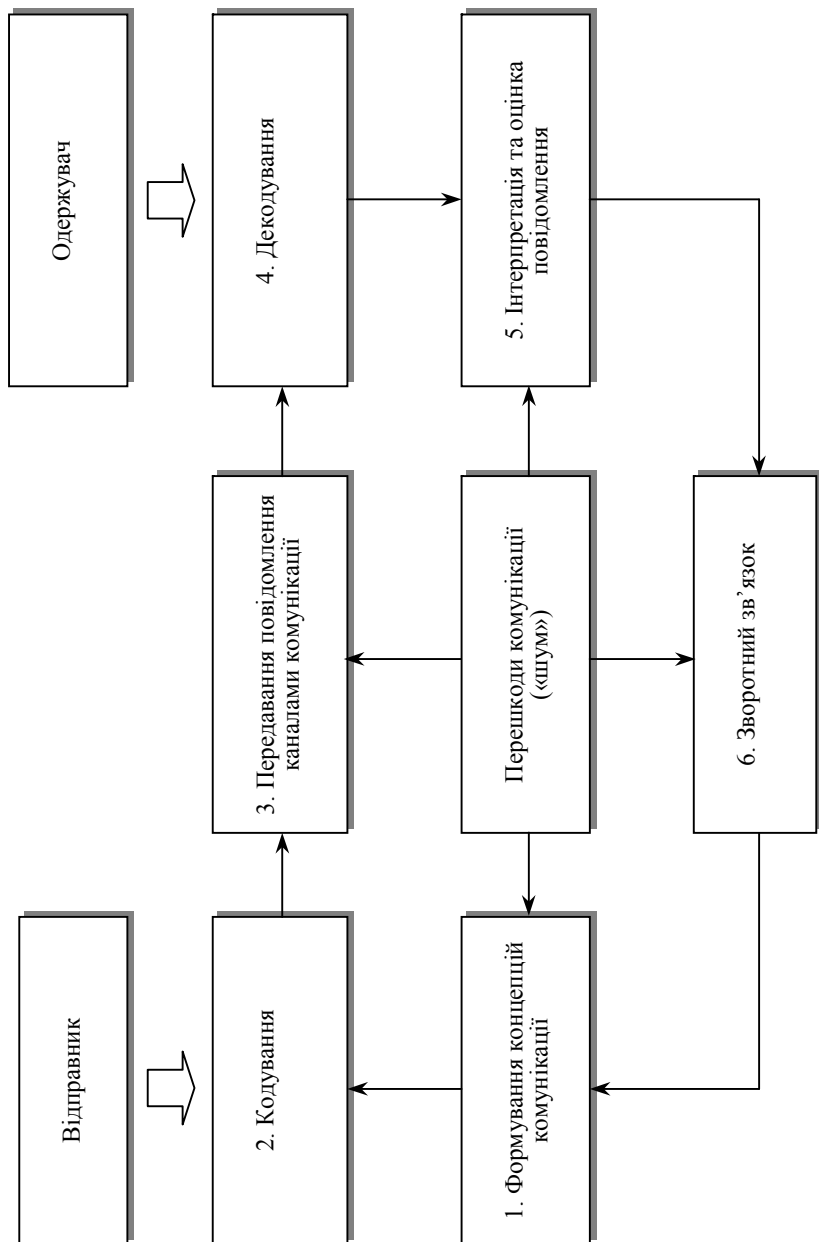 Відправник
Одержувач
2. Кодування
3. Передавання повідомлення
каналами комунікації
4. Декодування
1. Формування концепцій
комунікації
Перешкоди комунікації
(«шум»)
5. Інтерпретація та оцінка
повідомлення
6. Зворотний зв’язок